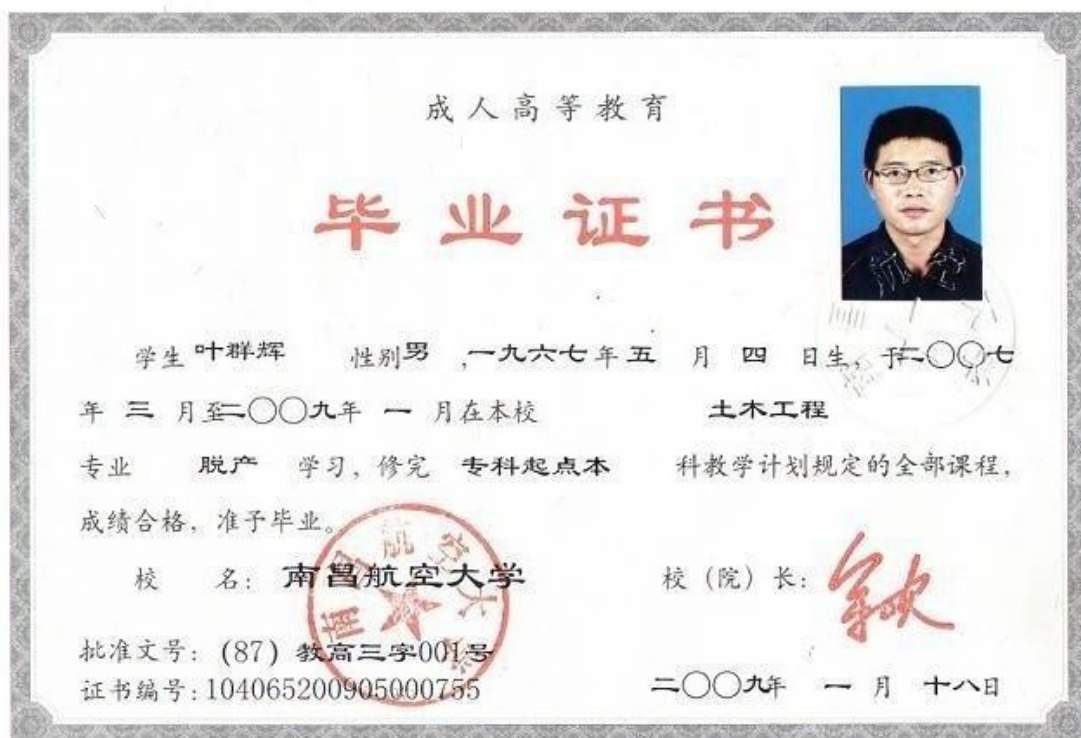 成人高等教育
毕业证书
学生 叶群辉 性别 男 ,一九六七年 五 月 四 日生, 于二〇〇七
年 三 月至二〇〇九年 一 月在本校 土木工程
专业 脱产 学习, 修完 专科起点本 科教学计划规定的全部课程,
成绩合格, 准予毕业。
校 名: 南昌航空大学 校 (院) 长:
批准文号: (87) 教高三字001号
证书编号:104065200905000755 二〇〇九年 一 月 十八日